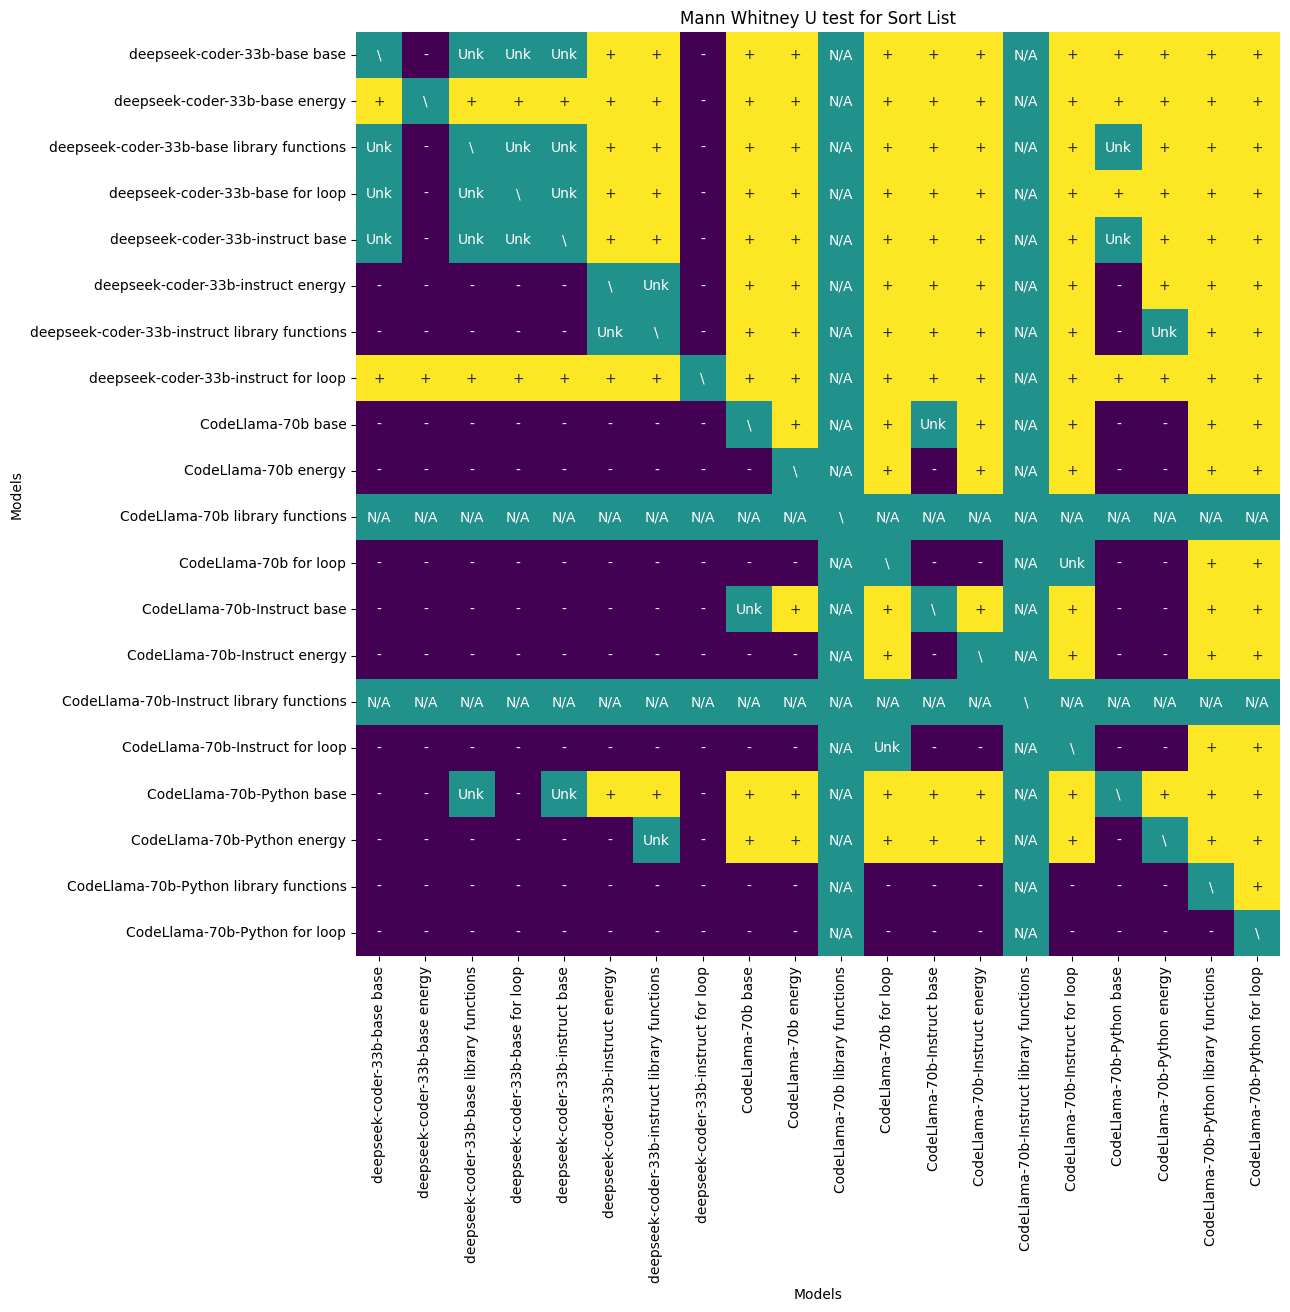 Mann Whitney U test for Sort List
Models
deepseek-coder-33b-base base \ - Unk Unk Unk + + - + + N/A + + + N/A + + + + +
deepseek-coder-33b-base energy + \ + + + + + - + + N/A + + + N/A + + + + +
deepseek-coder-33b-base library functions Unk - \ Unk Unk + + - + + N/A + + + N/A + Unk + + +
deepseek-coder-33b-base for loop Unk - Unk \ Unk + + - + + N/A + + + N/A + + + + +
deepseek-coder-33b-instruct base Unk - Unk Unk \ + + - + + N/A + + + N/A + Unk + + +
deepseek-coder-33b-instruct energy - - - - - \ Unk - + + N/A + + + N/A + - + + +
deepseek-coder-33b-instruct library functions - - - - - Unk \ - + + N/A + + + N/A + - Unk + +
deepseek-coder-33b-instruct for loop + + + + + + + \ + + N/A + + + N/A + + + + +
CodeLlama-70b base - - - - - - - - \ + N/A + Unk + N/A + - - + +
CodeLlama-70b energy - - - - - - - - - \ N/A + - + N/A + - - + +
CodeLlama-70b library functions N/A N/A N/A N/A N/A N/A N/A N/A N/A N/A \ N/A N/A N/A N/A N/A N/A N/A N/A N/A
CodeLlama-70b for loop - - - - - - - - - - N/A \ - - N/A Unk - - + +
CodeLlama-70b-Instruct base - - - - - - - - Unk + N/A + \ + N/A + - - + +
CodeLlama-70b-Instruct energy - - - - - - - - - - N/A + - \ N/A + - - + +
CodeLlama-70b-Instruct library functions N/A N/A N/A N/A N/A N/A N/A N/A N/A N/A N/A N/A N/A N/A \ N/A N/A N/A N/A N/A
CodeLlama-70b-Instruct for loop - - - - - - - - - - N/A Unk - - N/A \ - - + +
CodeLlama-70b-Python base - - Unk - Unk + + - + + N/A + + + N/A + \ + + +
CodeLlama-70b-Python energy - - - - - - Unk - + + N/A + + + N/A + - \ + +
CodeLlama-70b-Python library functions - - - - - - - - - - N/A - - - N/A - - - \ +
CodeLlama-70b-Python for loop - - - - - - - - - - N/A - - - N/A - - - - \
deepseek-coder-33b-base base
deepseek-coder-33b-base energy
deepseek-coder-33b-base library functions
deepseek-coder-33b-base for loop
deepseek-coder-33b-instruct base
deepseek-coder-33b-instruct energy
deepseek-coder-33b-instruct library functions
deepseek-coder-33b-instruct for loop
CodeLlama-70b base
CodeLlama-70b energy
CodeLlama-70b library functions
CodeLlama-70b for loop
CodeLlama-70b-Instruct base
CodeLlama-70b-Instruct energy
CodeLlama-70b-Instruct library functions
CodeLlama-70b-Instruct for loop
CodeLlama-70b-Python base
CodeLlama-70b-Python energy
CodeLlama-70b-Python library functions
CodeLlama-70b-Python for loop
Models